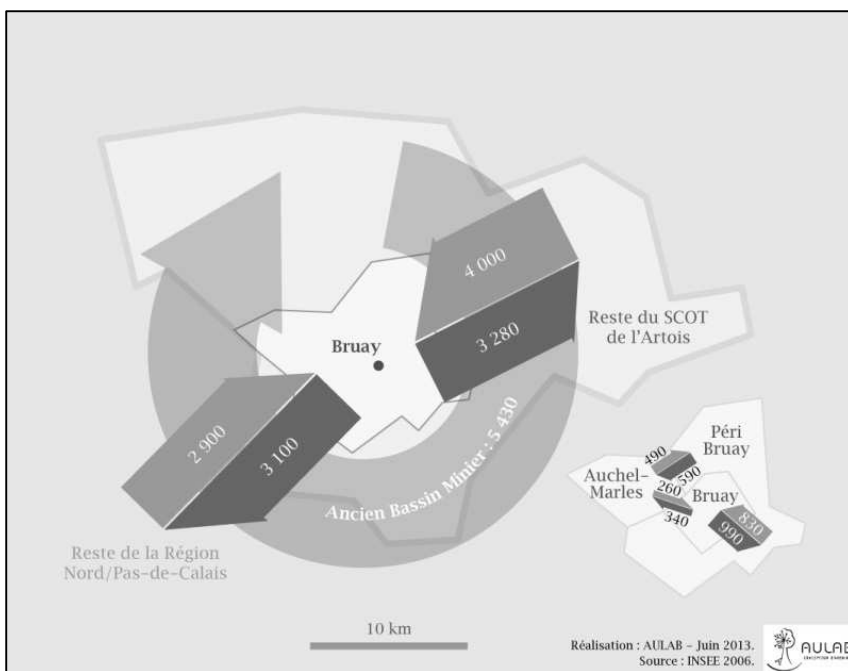 4 000
Bruay
3 280
Reste du SCOT
de l'Artois
2 900
3 100
Ancien Bassin Minier : 5 430
Péri
Bruay
490
590
Auchel-
Marles
260
Bruay
340
830
990
Reste de la Région
Nord/Pas-de-Calais
10 km
Réalisation : AULAB – Juin 2013.
Source : INSEE 2006.
AULAB